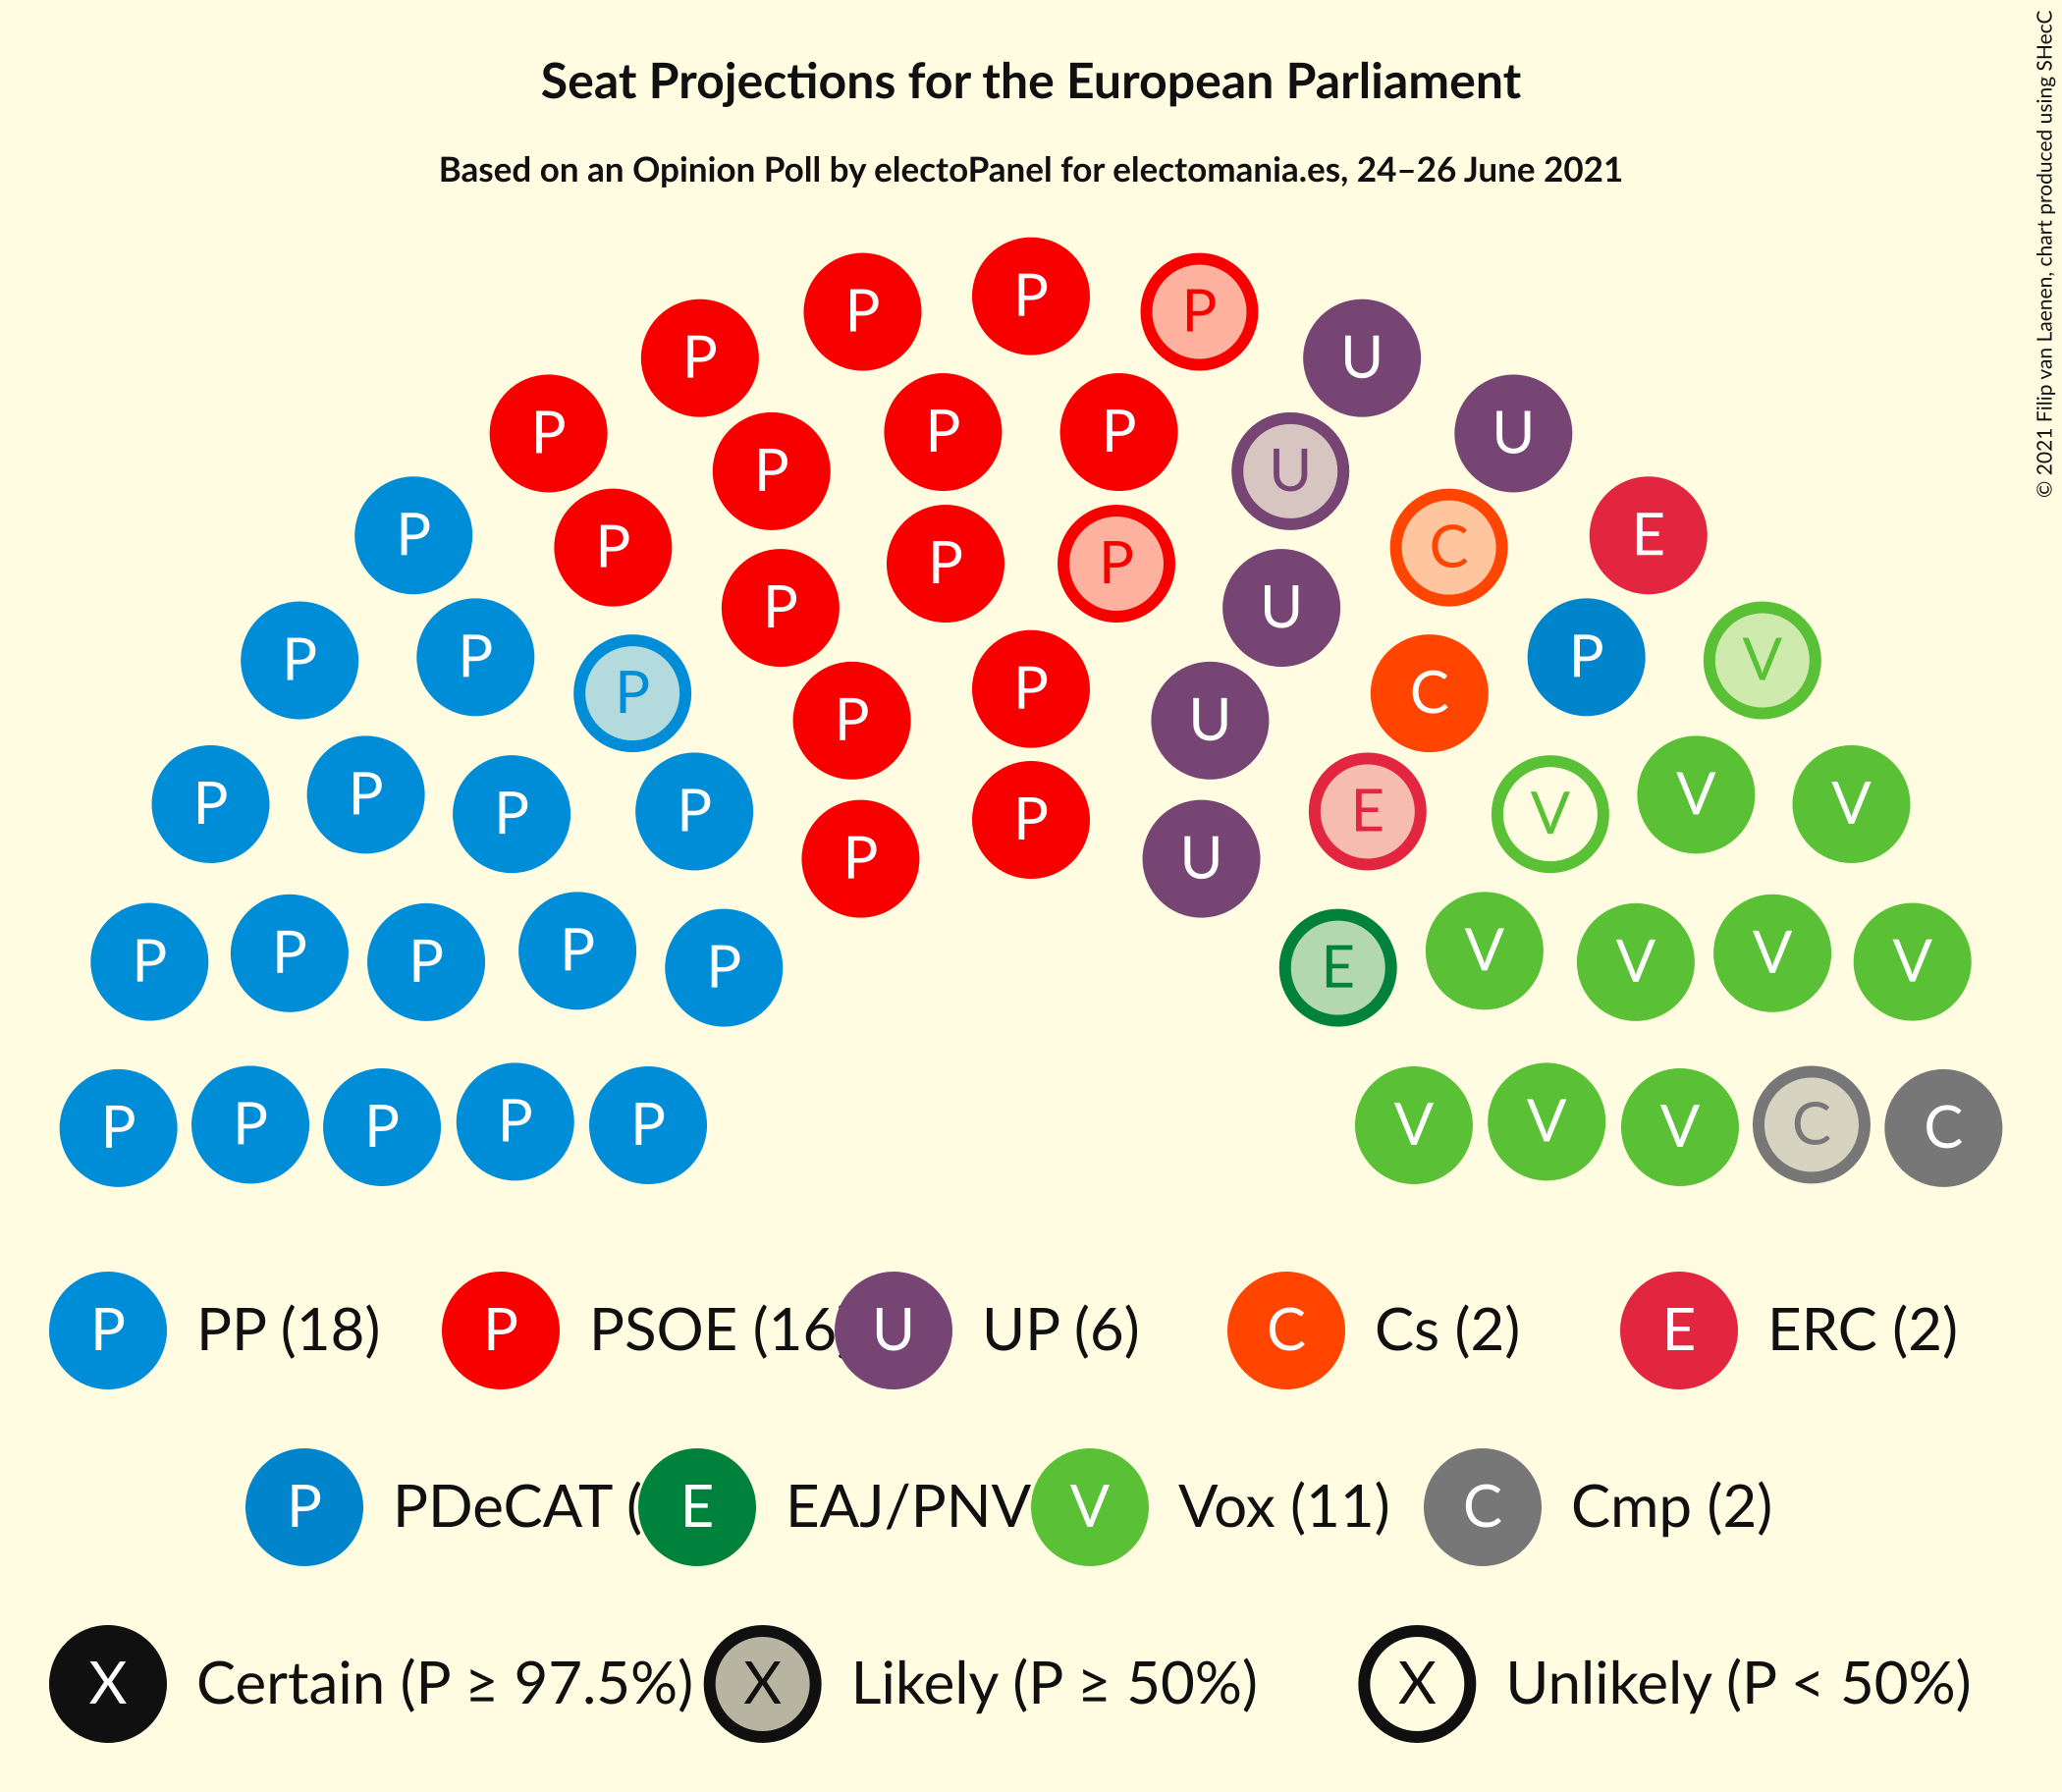 Seat Projections for the European Parliament
Based on an Opinion Poll by electoPanel for electomania.es, 24–26 June 2021
© 2021 Filip van Laenen, chart produced using SHecC
P P P U
P P U
P P P U
P P C E
P P P U P V
P P P P U C
P P P P P E V V V
P P P P P P E V V V V
P P P P P V V V C C
P PP (18) P PSOE (16 U UP (6) C Cs (2) E ERC (2)
P PDeCAT ( E EAJ/PNV V Vox (11) C Cmp (2)
X Certain (P ≥ 97.5%) X Likely (P ≥ 50%) X Unlikely (P < 50%)